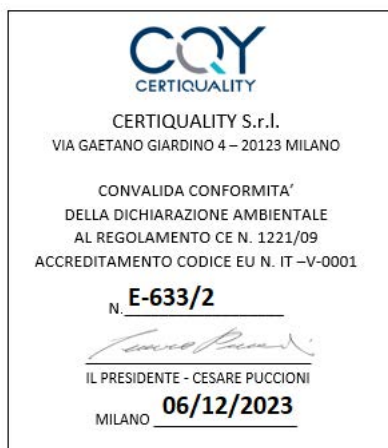 CQY
CERTIQUALITY
CERTIQUALITY S.r.l.
VIA GAETANO GIARDINO 4 – 20123 MILANO
CONVALIDA CONFORMITA’
DELLA DICHIARAZIONE AMBIENTALE
AL REGOLAMENTO CE N. 1221/09
ACCREDITAMENTO CODICE EU N. IT –V-0001
N. E-633/2
IL PRESIDENTE - CESARE PUCCIONI
MILANO 06/12/2023